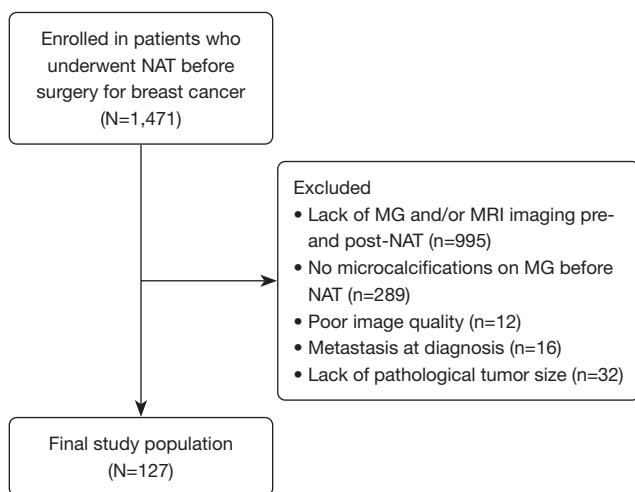 Enrolled in patients who
underwent NAT before
surgery for breast cancer
(N=1,471)
Excluded
• Lack of MG and/or MRI imaging pre-
and post-NAT (n=995)
• No microcalcifications on MG before
NAT (n=289)
• Poor image quality (n=12)
• Metastasis at diagnosis (n=16)
• Lack of pathological tumor size (n=32)
Final study population
(N=127)